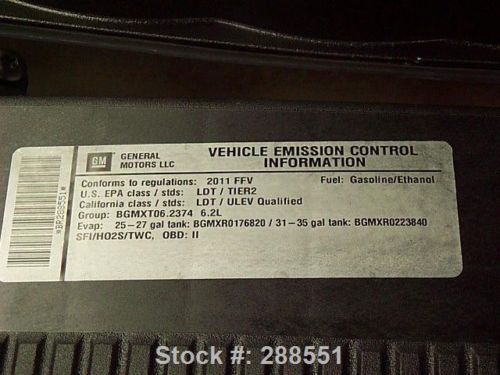 GM
GENERAL MOTORS LLC
VEHICLE EMISSION CONTROL INFORMATION
Conforms to regulations: 2011 FFV Fuel: Gasoline/Ethanol
U.S. EPA class / stds: LDT / TIER2
California class / stds: LDT / ULEV Qualified
Group: BGMXT06.2374 6.2L
Evap: 25-27 gal tank: BGMXR0176820 / 31-35 gal tank: BGMXR0223840
SFI/HO2S/TWC, OBD: II
*BR288551*
Stock #: 288551